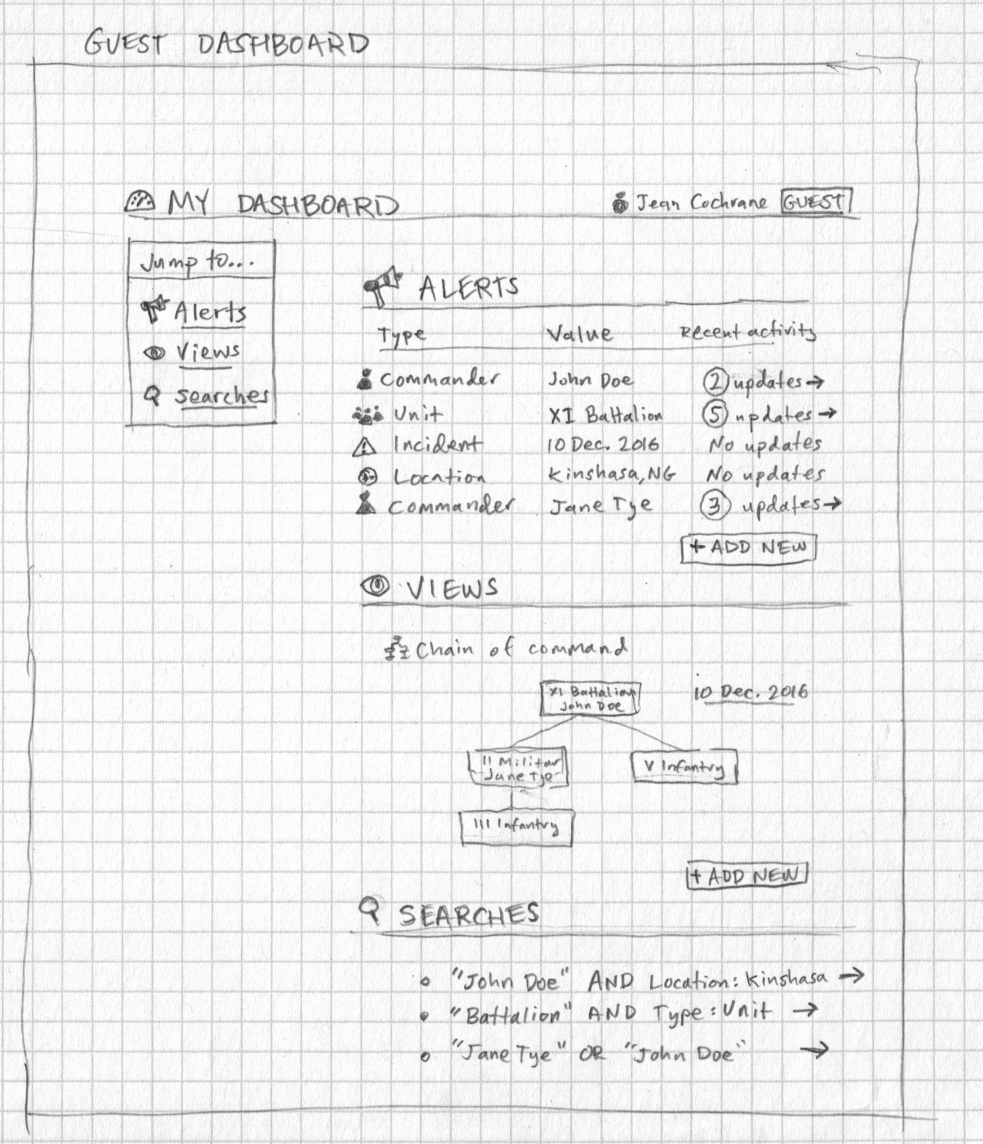 GUEST DASHBOARD
MY DASHBOARD
Jean Cochrane GUEST
Jump to...
Alerts
Views
Searches
ALERTS
Type Value Recent activity
Commander John Doe 2 updates →
Unit XI Battalion 5 updates →
Incident 10 Dec. 2016 No updates
Location Kinshasa, NG No updates
Commander Jane Tye 3 updates →
+ ADD NEW
VIEWS
Chain of command
XI Battalion
John Doe
10 Dec. 2016
II Militar
Jane Tye
V Infantry
III Infantry
+ ADD NEW
SEARCHES
"John Doe" AND Location: Kinshasa →
"Battalion" AND Type: Unit →
"Jane Tye" OR "John Doe" →